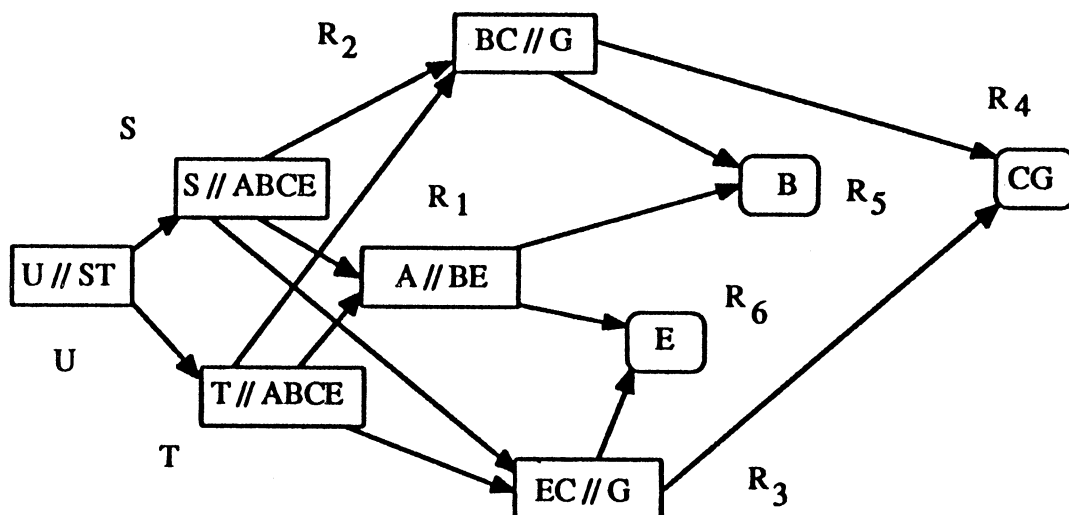 R2
BC // G
R4
S
S // ABCE
R1
B
R5
CG
U // ST
A // BE
R6
E
U
T // ABCE
T
EC // G
R3